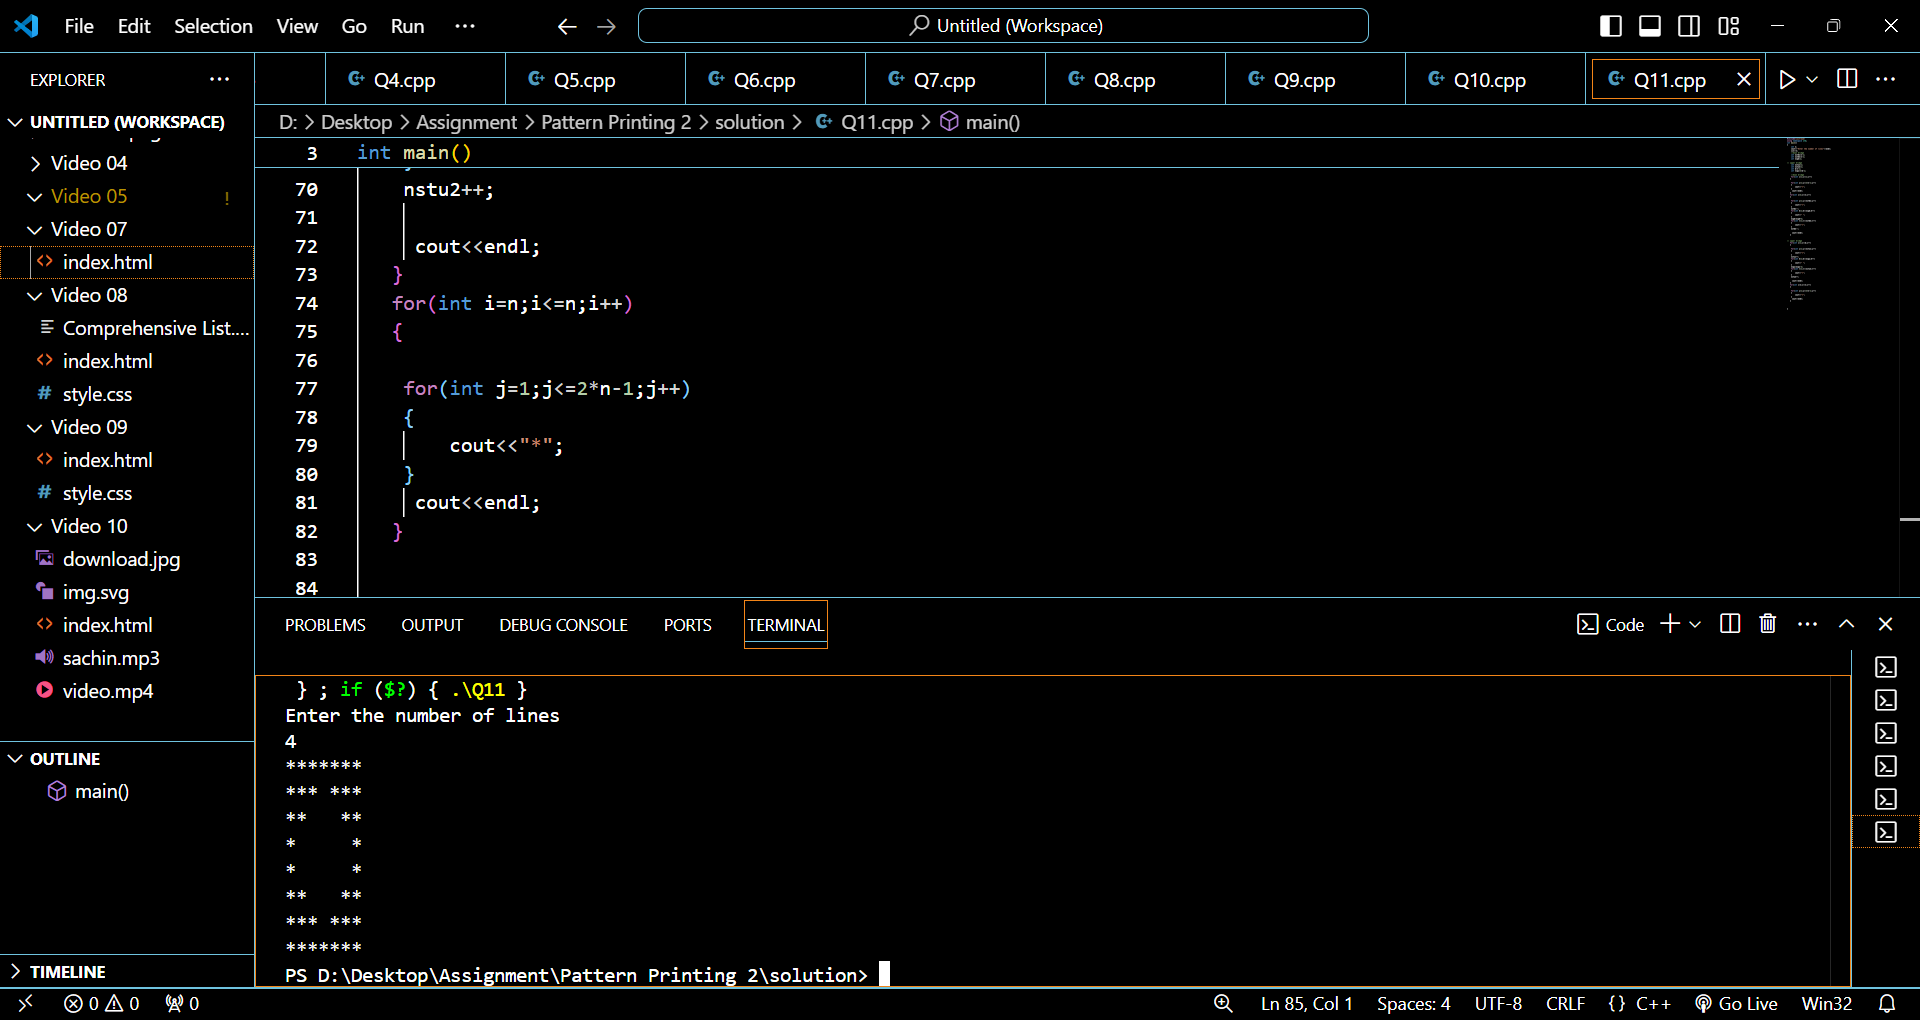 File Edit Selection View Go Run ··· Untitled (Workspace)
EXPLORER ···
Q4.cpp Q5.cpp Q6.cpp Q7.cpp Q8.cpp Q9.cpp Q10.cpp Q11.cpp
D: > Desktop > Assignment > Pattern Printing 2 > solution > Q11.cpp > main()
UNTITLED (WORKSPACE)
Video 04
Video 05 !
Video 07
index.html
Video 08
Comprehensive List....
index.html
style.css
Video 09
index.html
style.css
Video 10
download.jpg
img.svg
index.html
sachin.mp3
video.mp4
OUTLINE
main()
TIMELINE
3 int main()
70 nstu2++;
71
72 cout<<endl;
73 }
74 for(int i=n;i<=n;i++)
75 {
76
77 for(int j=1;j<=2*n-1;j++)
78 {
79 cout<<"*";
80 }
81 cout<<endl;
82 }
83
84
PROBLEMS OUTPUT DEBUG CONSOLE PORTS TERMINAL Code
} ; if ($?) { .\Q11 }
Enter the number of lines
4
*******
*** ***
**   **
*     *
*     *
**   **
*** ***
*******
PS D:\Desktop\Assignment\Pattern Printing 2\solution>
0 0 0 Ln 85, Col 1 Spaces: 4 UTF-8 CRLF {} C++ Go Live Win32